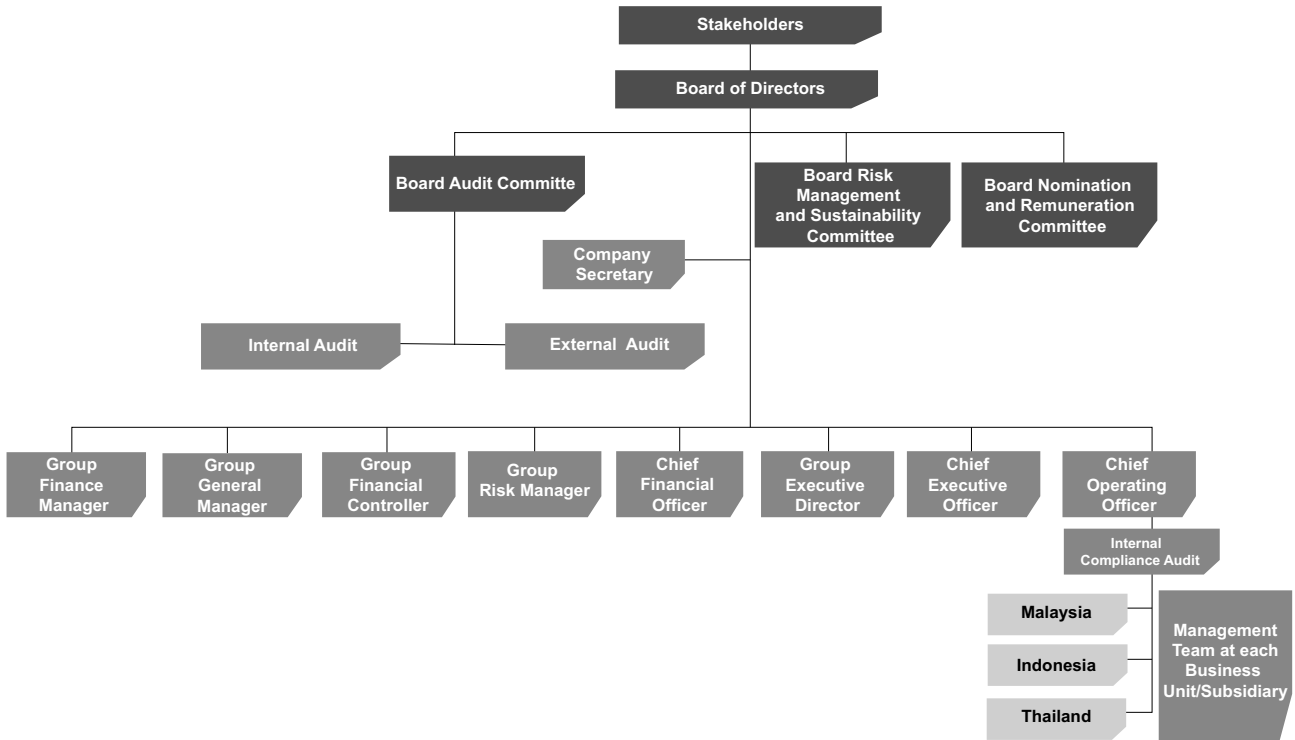 Stakeholders
Board of Directors
Board Audit Committe
Board Risk
Management
and Sustainability
Committee
Board Nomination
and Remuneration
Committee
Company
Secretary
Internal Audit
External Audit
Group
Finance
Manager
Group
General
Manager
Group
Financial
Controller
Group
Risk Manager
Chief
Financial
Officer
Group
Executive
Director
Chief
Executive
Officer
Chief
Operating
Officer
Internal
Compliance Audit
Malaysia
Indonesia
Thailand
Management
Team at each
Business
Unit/Subsidiary